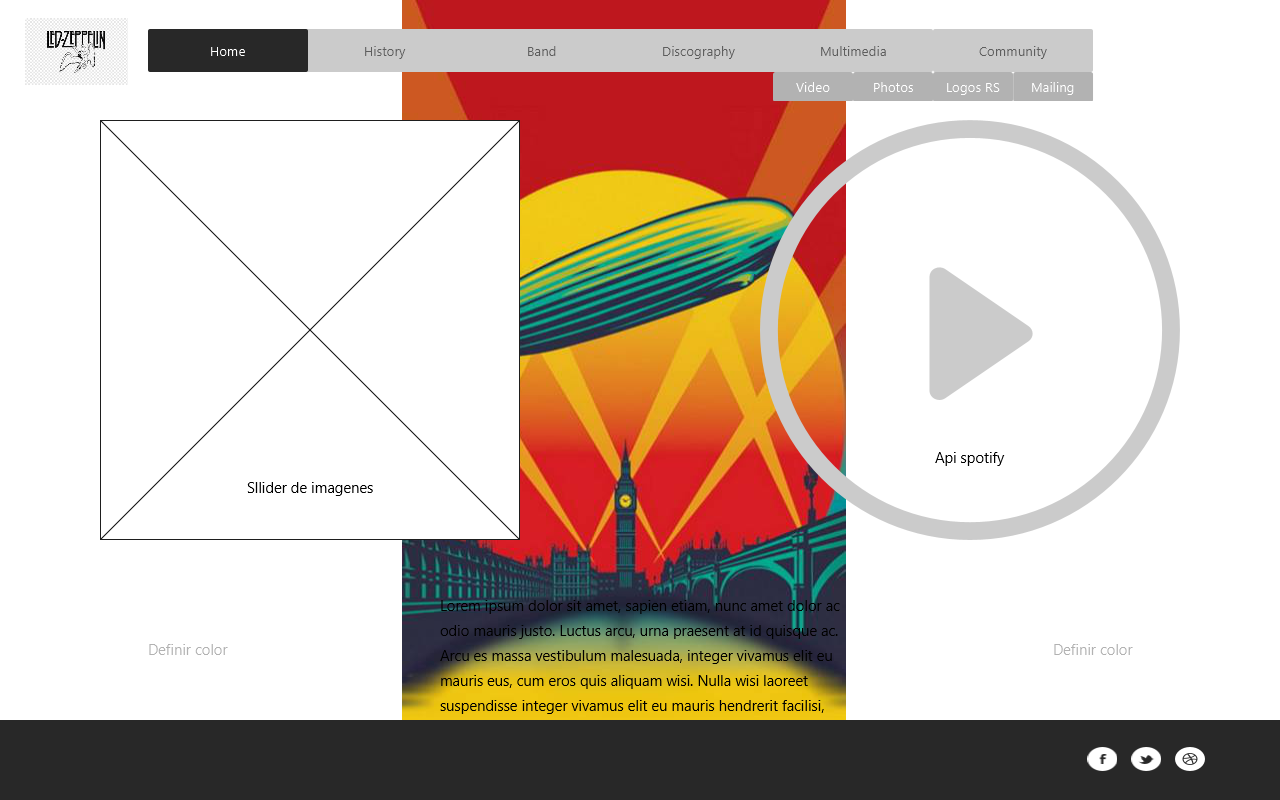 LED-ZEPPELIN
Home
History
Band
Discography
Multimedia
Community
Video
Photos
Logos RS
Mailing
Sllider de imagenes
Api spotify
Lorem ipsum dolor sit amet, sapien etiam, nunc amet dolor ac
odio mauris justo. Luctus arcu, urna praesent at id quisque ac.
Arcu es massa vestibulum malesuada, integer vivamus elit eu
mauris eus, cum eros quis aliquam wisi. Nulla wisi laoreet
suspendisse integer vivamus elit eu mauris hendrerit facilisi,
Definir color
Definir color